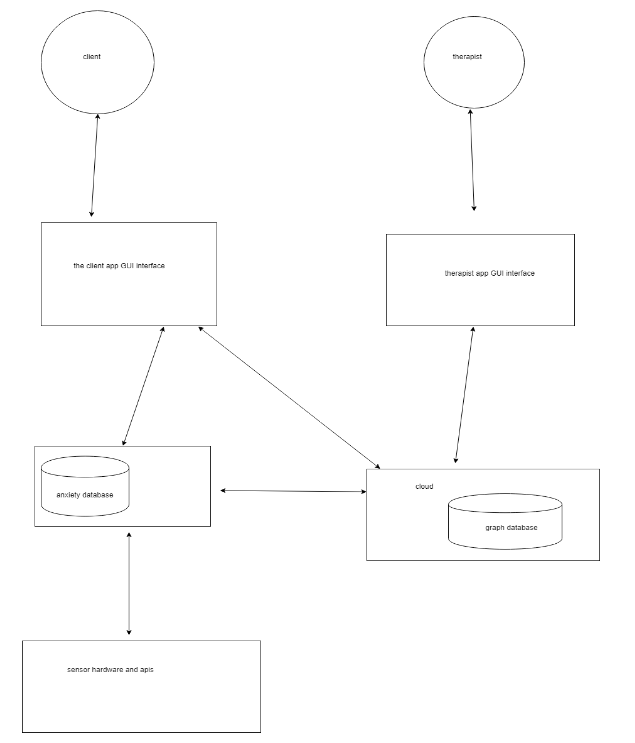 client
therapist
the client app GUI interface
therapist app GUI interface
anxiety database
cloud
graph database
sensor hardware and apis